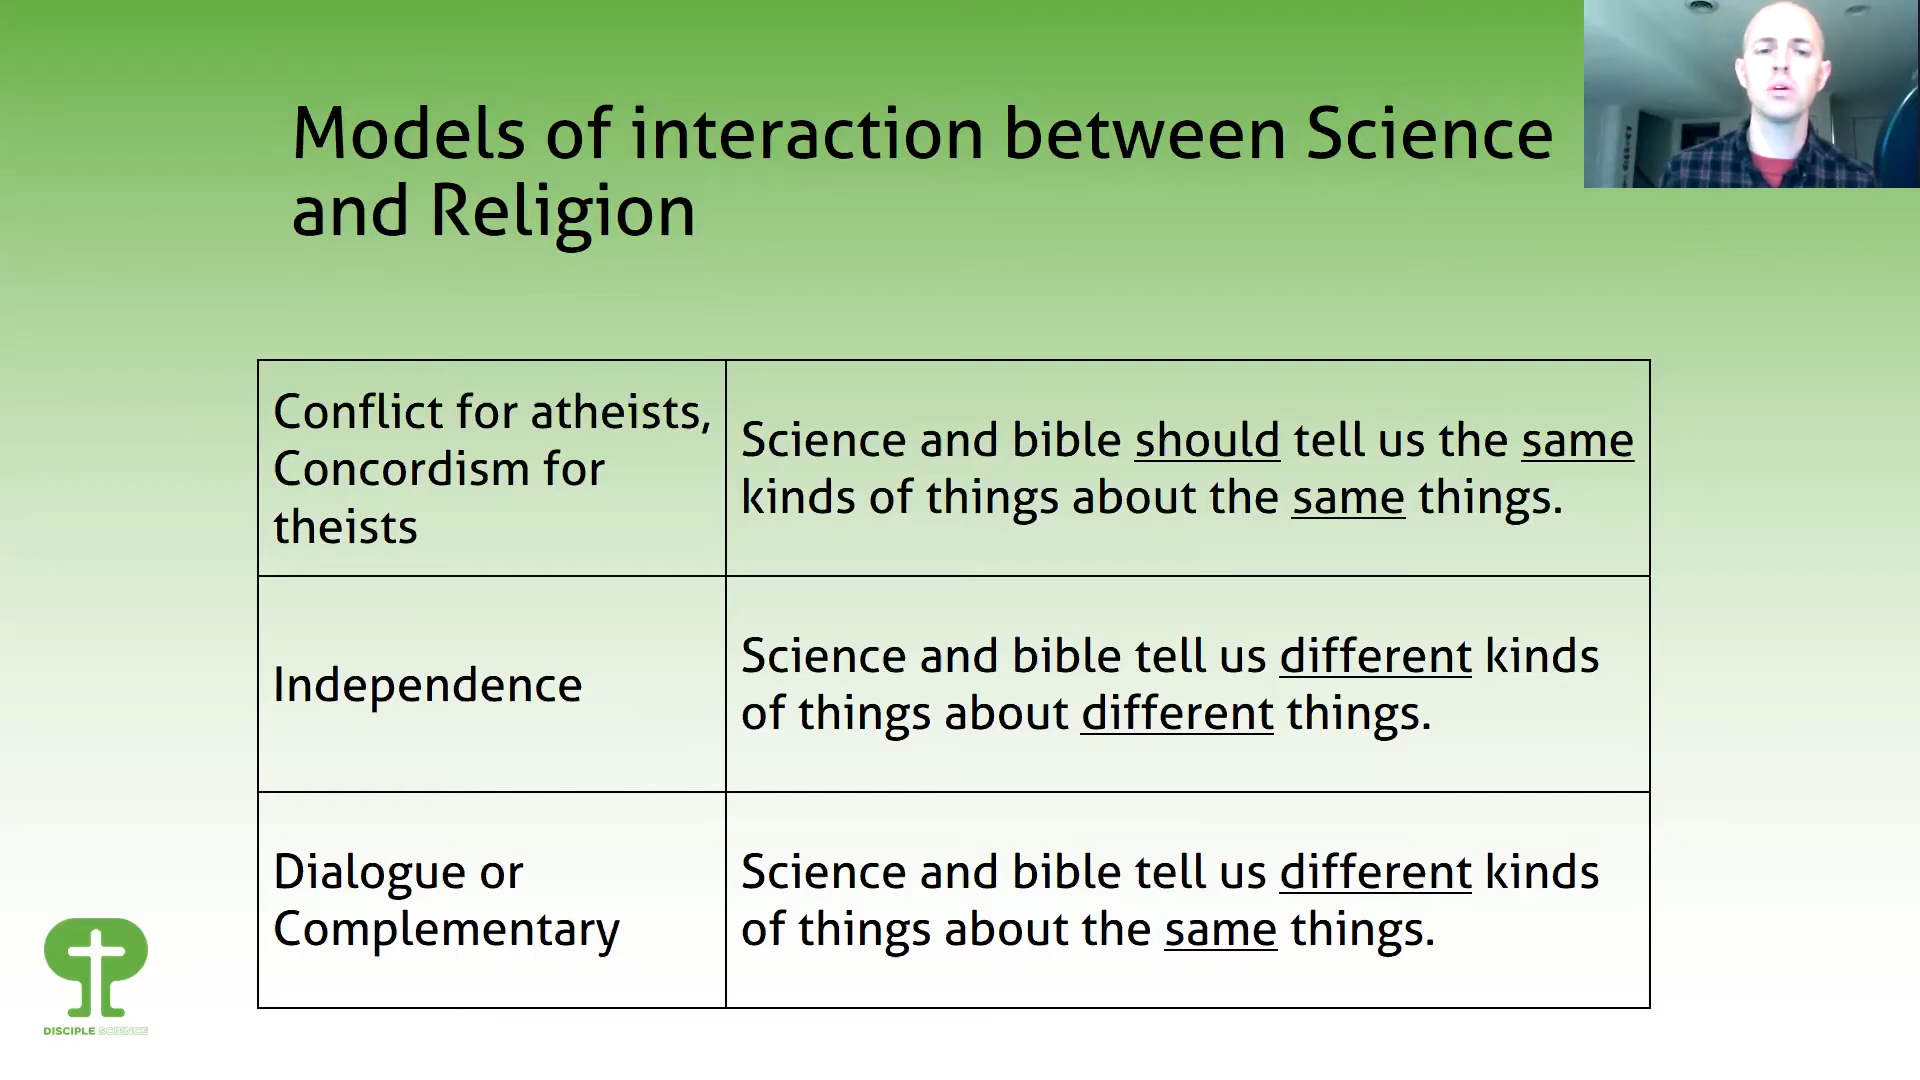 Models of interaction between Science
and Religion
Conflict for atheists,
Concordism for
theists
Science and bible should tell us the same
kinds of things about the same things.
Independence
Science and bible tell us different kinds
of things about different things.
Dialogue or
Complementary
Science and bible tell us different kinds
of things about the same things.
DISCIPLE SCIENCE